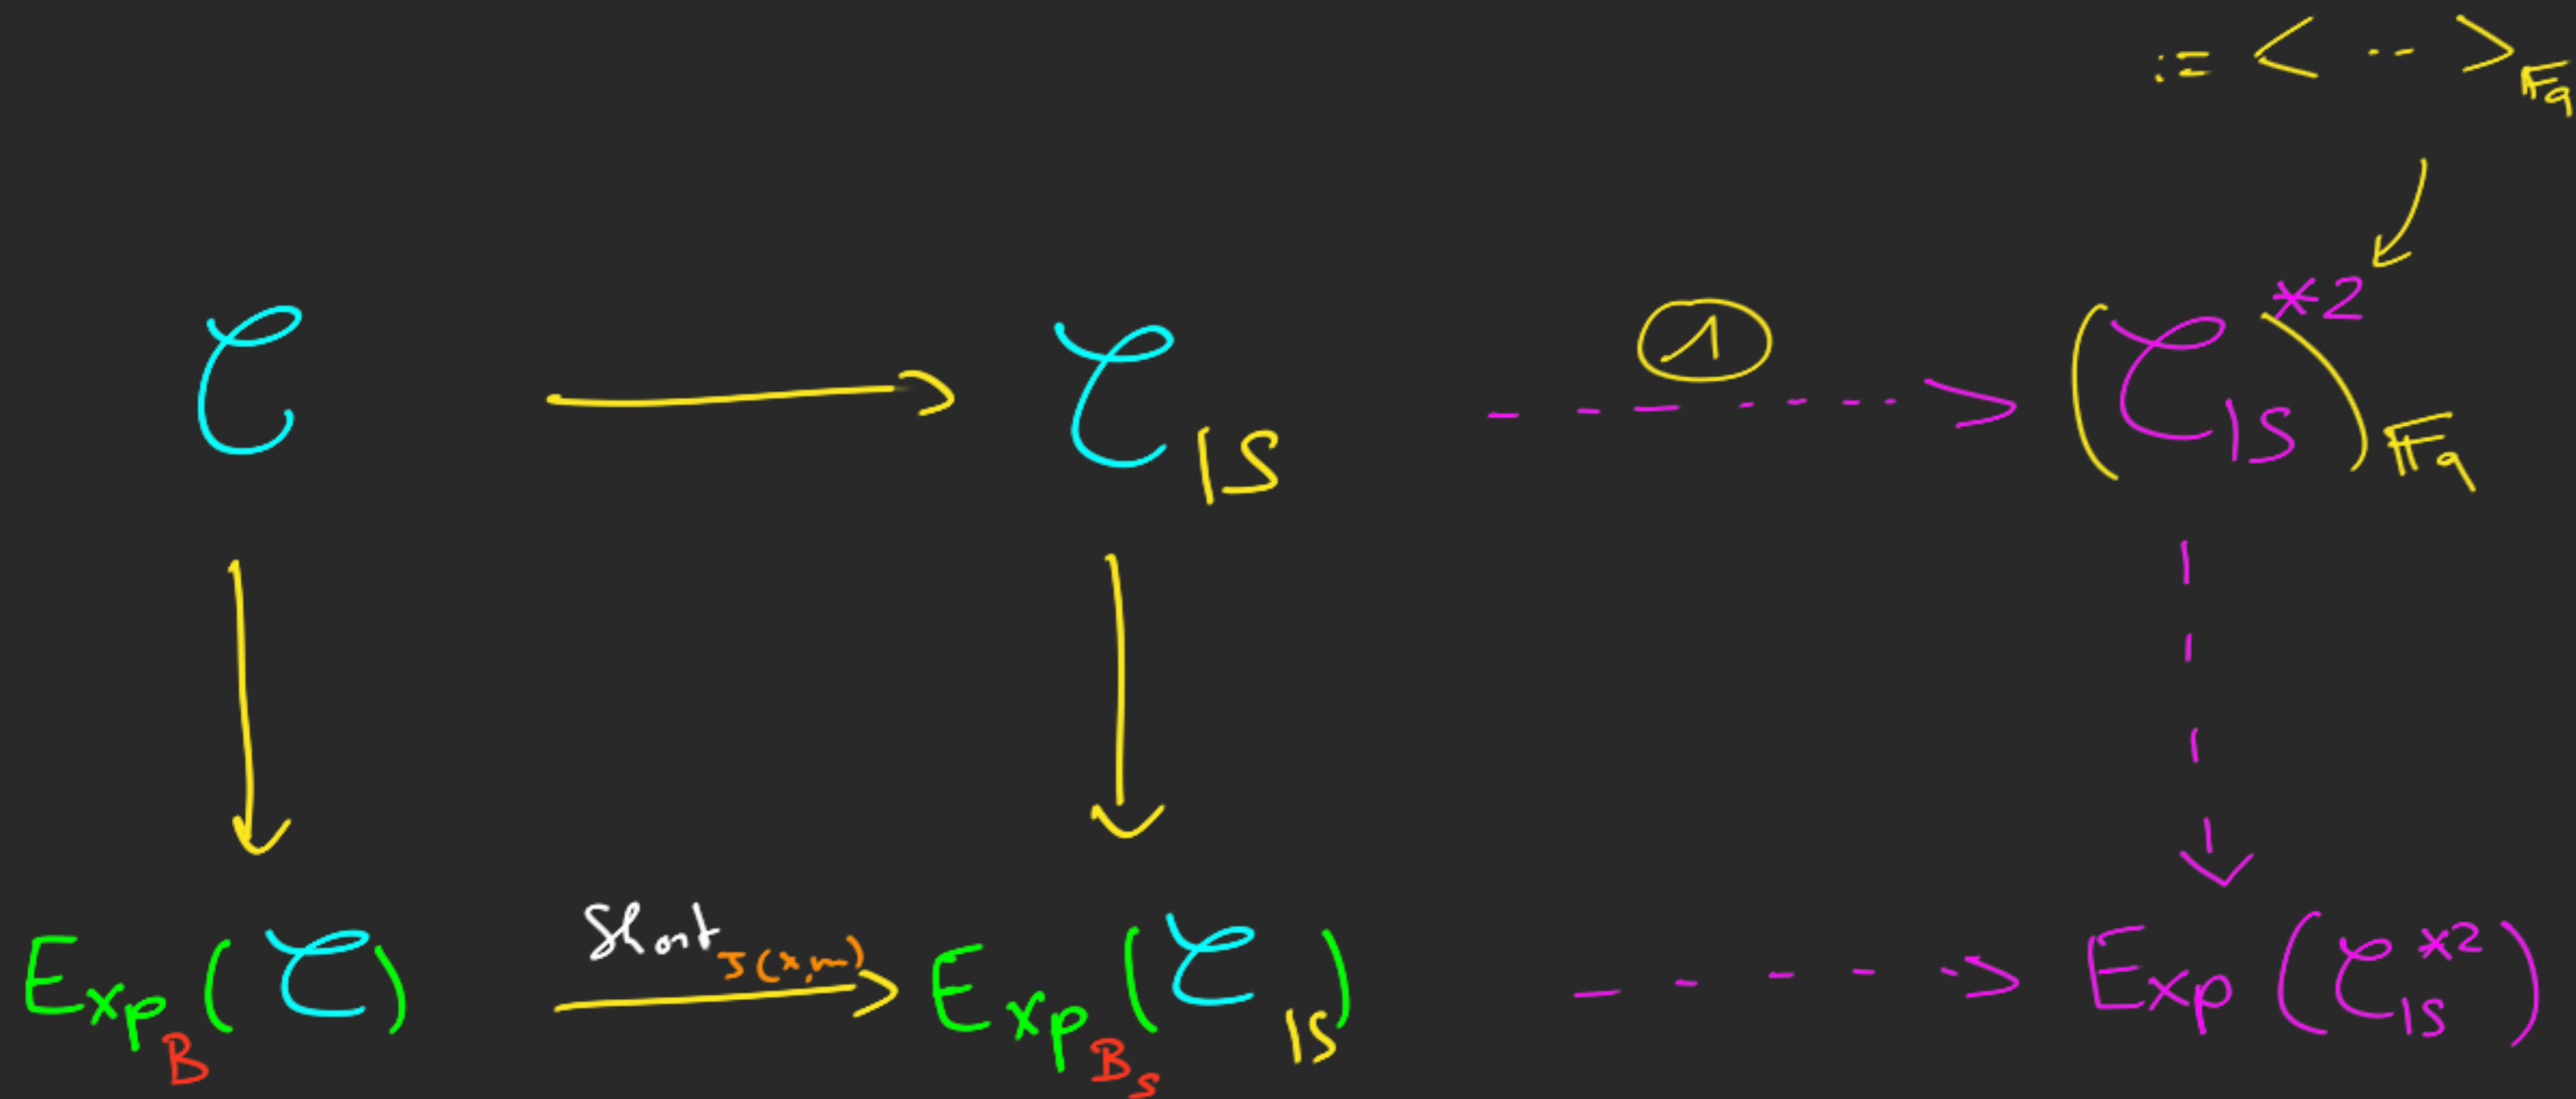 := < -- >_{𝔽_q}
𝒞 → 𝒞_{|S} ① ⇢ (𝒞_{|S}^{*2})_{𝔽_q}
Exp_B(𝒞) Short_{J(x,m)} → Exp_{B_S}(𝒞_{|S}) ⇢ Exp(𝒞_{|S}^{*2})